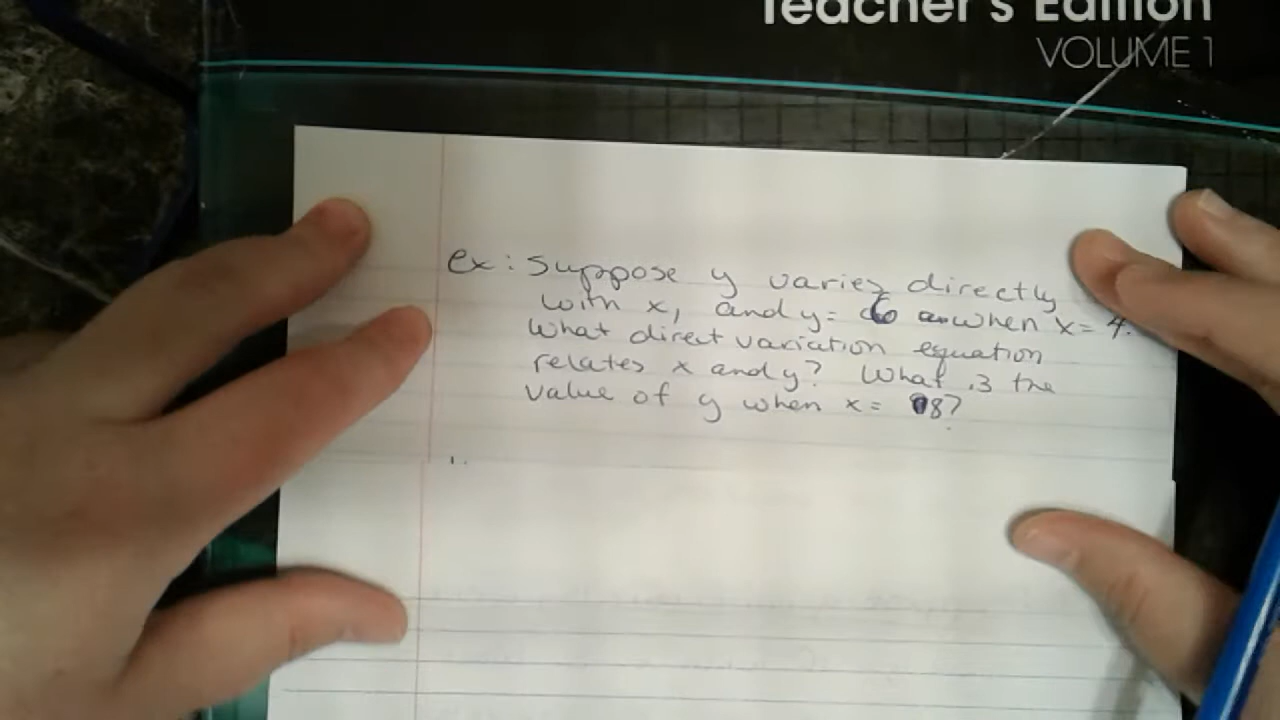 Teacher's Edition
VOLUME 1
ex: Suppose y varies directly
with x, and y= 6 when x= 4.
What direct variation equation
relates x and y? What is the
value of y when x= 8?